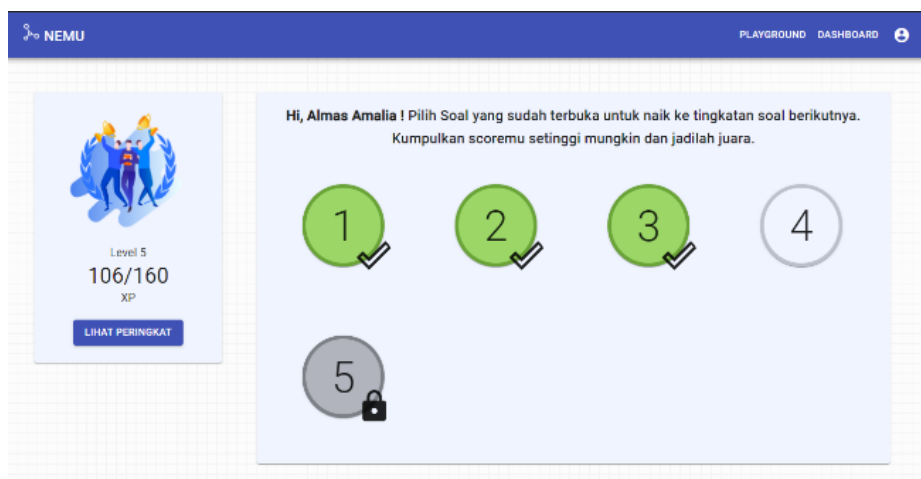 NEMU
PLAYGROUND DASHBOARD
Level 5
106/160
XP
LIHAT PERINGKAT
Hi, Almas Amalia ! Pilih Soal yang sudah terbuka untuk naik ke tingkatan soal berikutnya.
Kumpulkan scoremu setinggi mungkin dan jadilah juara.
1 2 3 4
5